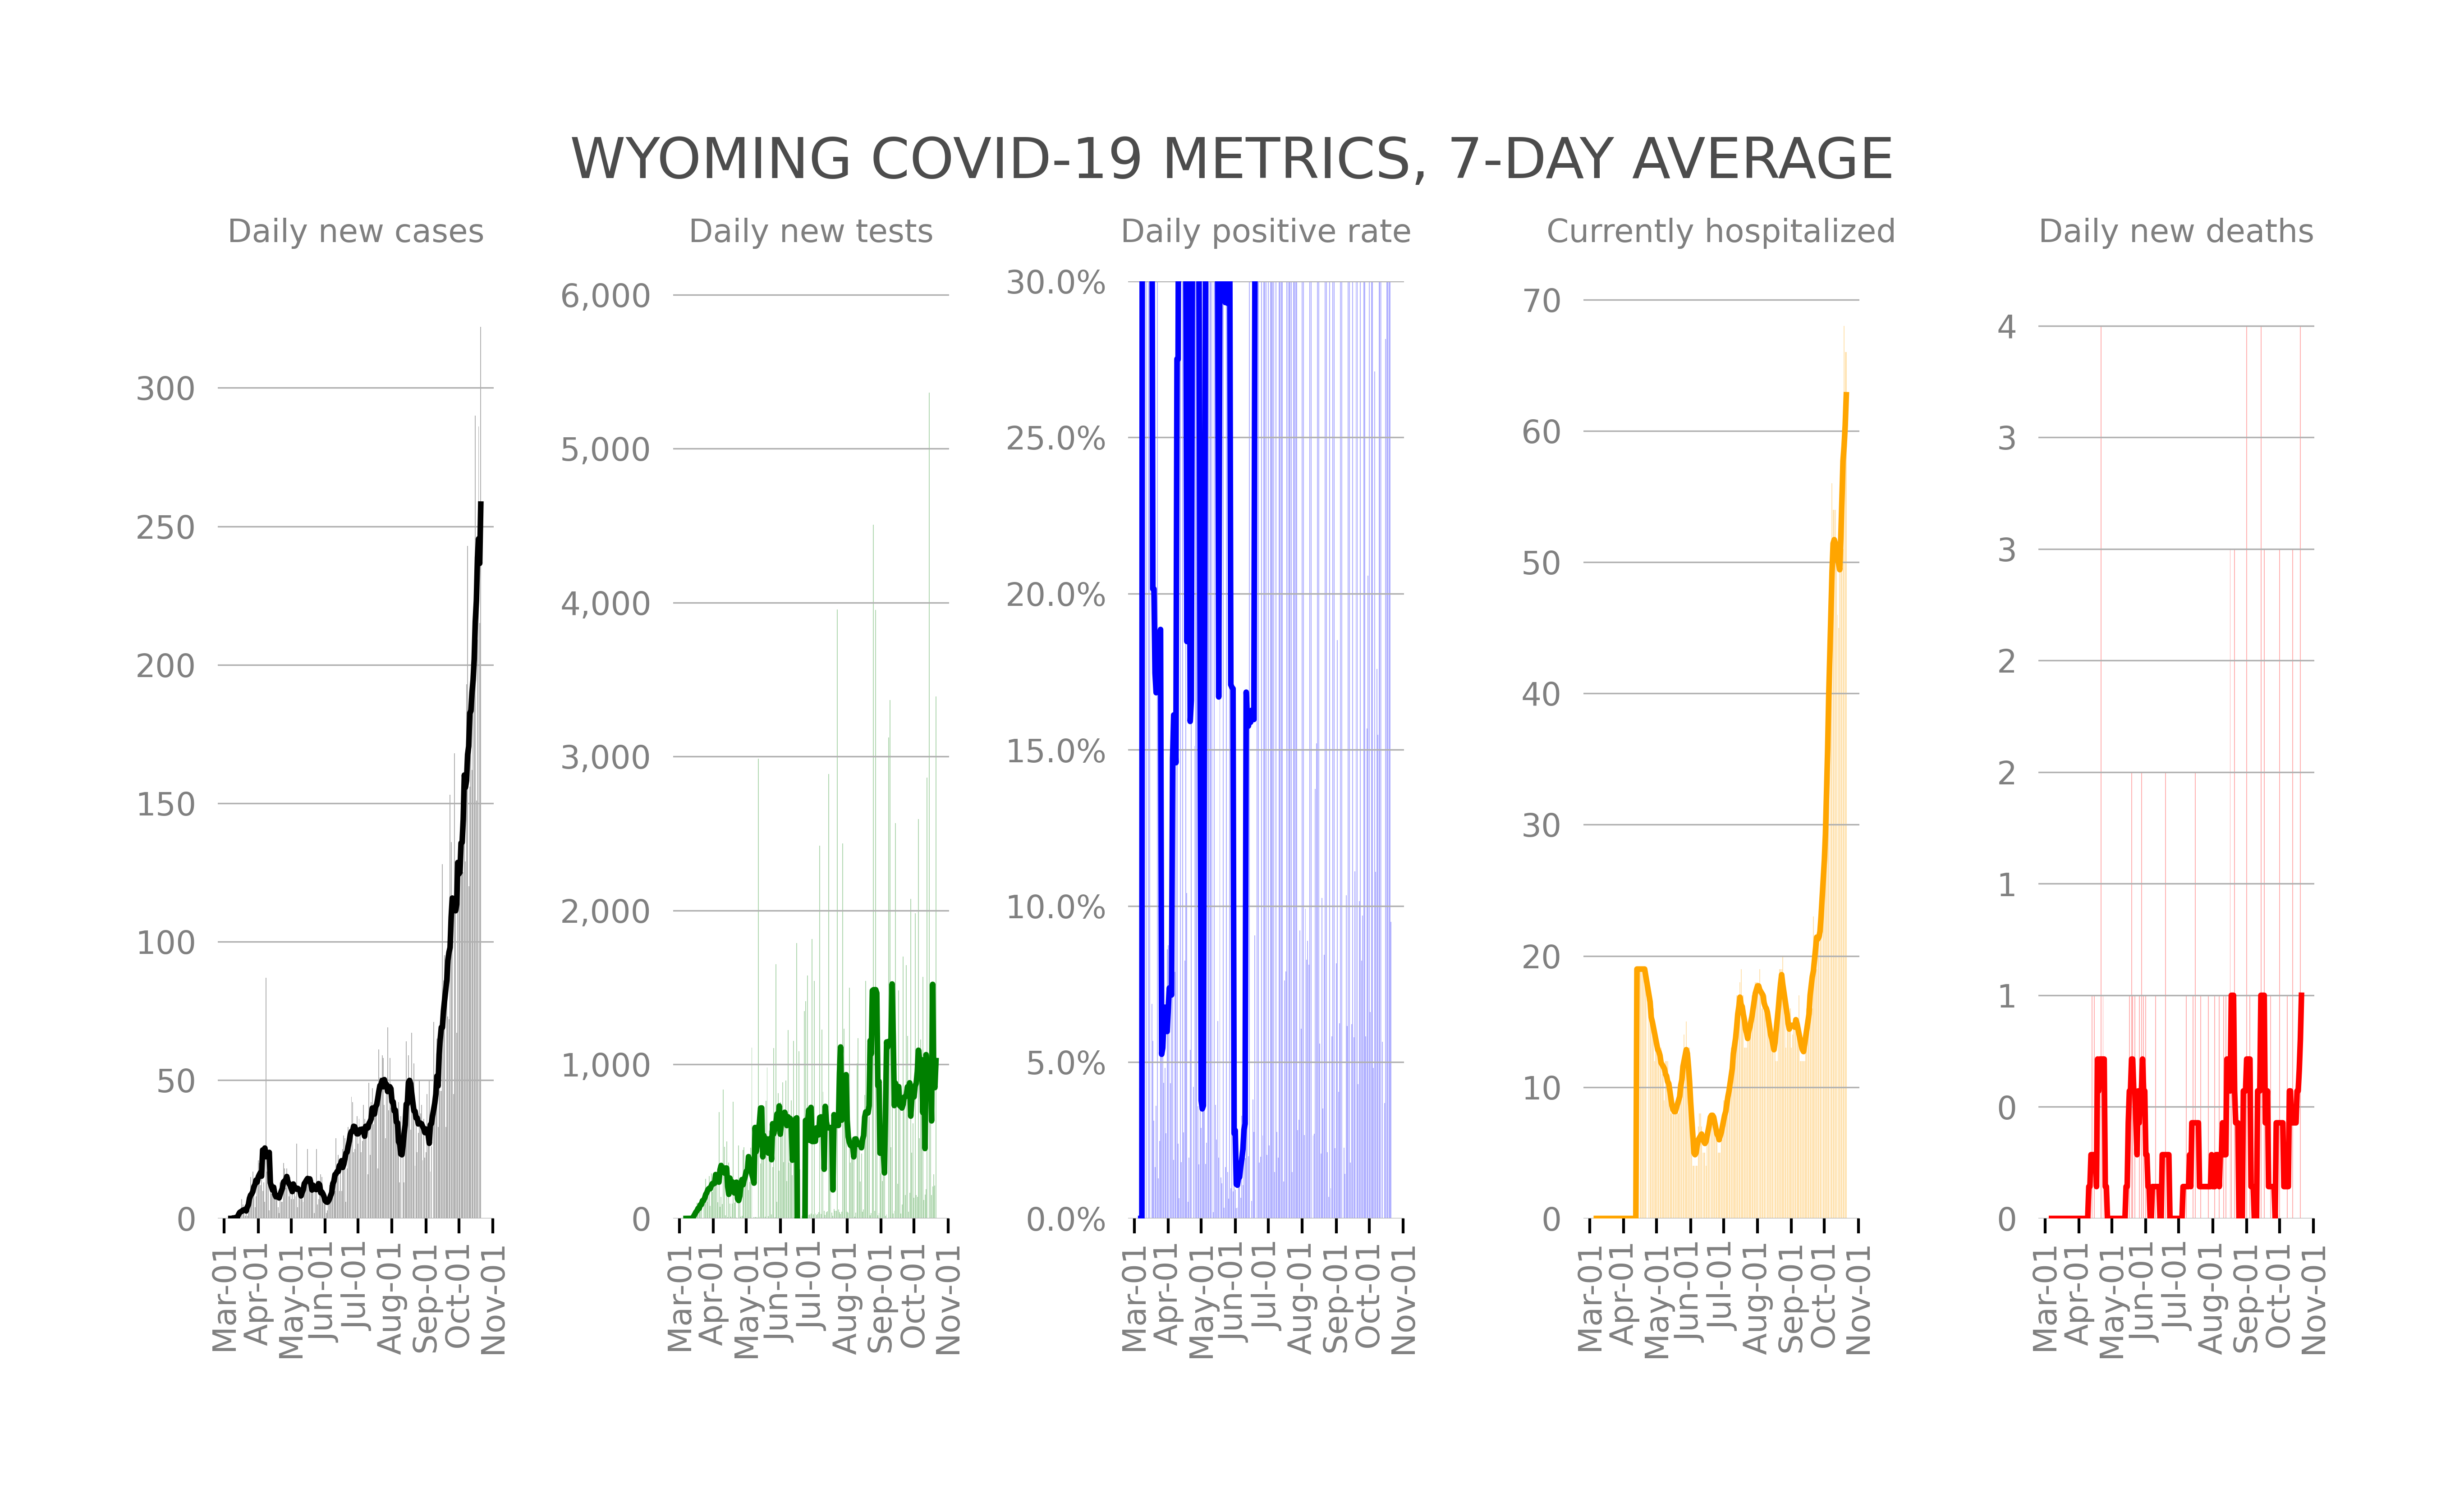 WYOMING COVID-19 METRICS, 7-DAY AVERAGE
Daily new cases
300
250
200
150
100
50
0
Mar-01
Apr-01
May-01
Jun-01
Jul-01
Aug-01
Sep-01
Oct-01
Nov-01
Daily new tests
6,000
5,000
4,000
3,000
2,000
1,000
0
Mar-01
Apr-01
May-01
Jun-01
Jul-01
Aug-01
Sep-01
Oct-01
Nov-01
Daily positive rate
30.0%
25.0%
20.0%
15.0%
10.0%
5.0%
0.0%
Mar-01
Apr-01
May-01
Jun-01
Jul-01
Aug-01
Sep-01
Oct-01
Nov-01
Currently hospitalized
70
60
50
40
30
20
10
0
Mar-01
Apr-01
May-01
Jun-01
Jul-01
Aug-01
Sep-01
Oct-01
Nov-01
Daily new deaths
4
3
3
2
2
1
1
0
0
Mar-01
Apr-01
May-01
Jun-01
Jul-01
Aug-01
Sep-01
Oct-01
Nov-01